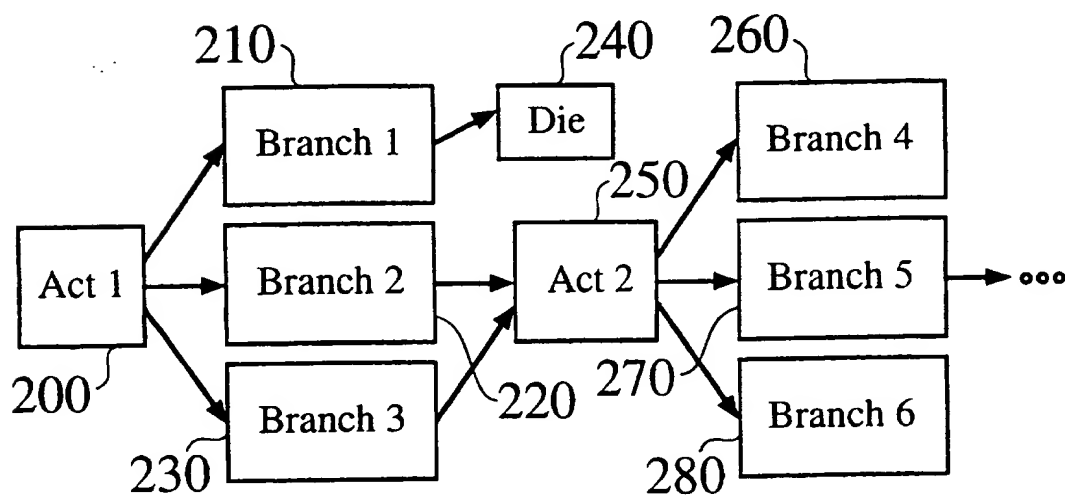 210
240
260
Branch 1
Die
Branch 4
250
Act 1
Branch 2
Act 2
Branch 5
200
220
270
Branch 3
Branch 6
230
280